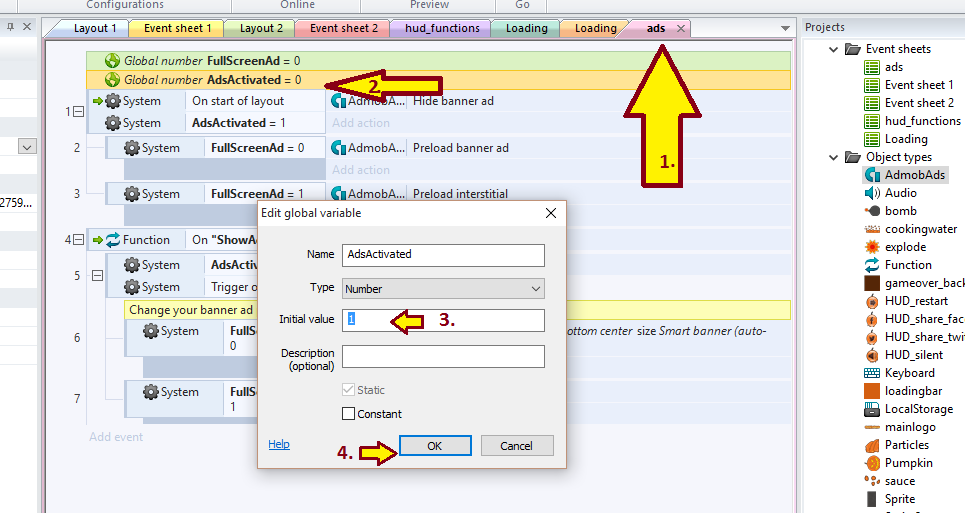 Configurations Online Preview Go
Layout 1 Event sheet 1 Layout 2 Event sheet 2 hud_functions Loading Loading ads
Projects
Global number FullScreenAd = 0
Global number AdsActivated = 0
2.
1.
1 System On start of layout AdmobA... Hide banner ad
System AdsActivated = 1 Add action
2 System FullScreenAd = 0 AdmobA... Preload banner ad
Add action
3 System FullScreenAd = 1 AdmobA... Preload interstitial
2759...
4 Function On "ShowA
5 System AdsActiva
System Trigger o
Change your banner ad
6 System FullS
0
ottom center size Smart banner (auto-
7 System FullS
1
Add event
Edit global variable
Name AdsActivated
Type Number
Initial value 1
3.
Description
(optional)
Static
Constant
Help OK Cancel
4.
Event sheets
ads
Event sheet 1
Event sheet 2
hud_functions
Loading
Object types
AdmobAds
Audio
bomb
cookingwater
explode
Function
gameover_back
HUD_restart
HUD_share_fac
HUD_share_twit
HUD_silent
Keyboard
loadingbar
LocalStorage
mainlogo
Particles
Pumpkin
sauce
Sprite